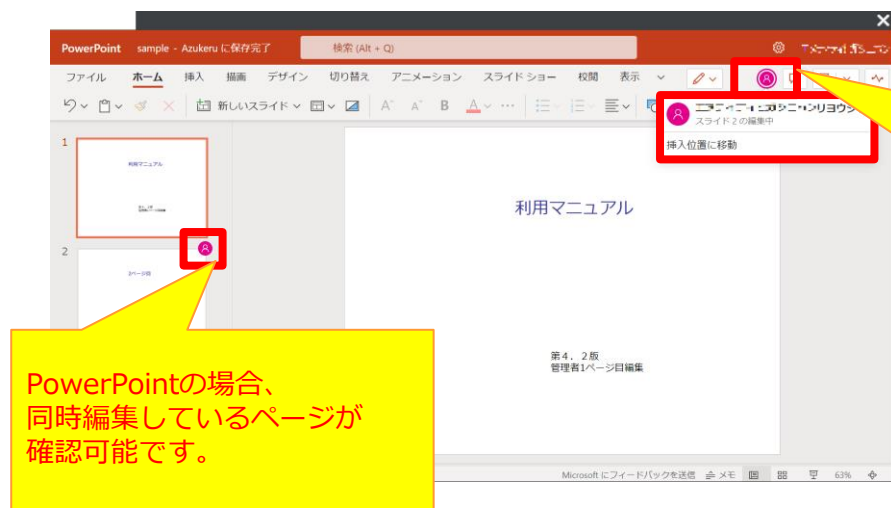 PowerPoint sample - Azukeru に保存完了 検索 (Alt + Q)
ファイル ホーム 挿入 描画 デザイン 切り替え アニメーション スライド ショー 校閲 表示
新しいスライド B A
スライド 2 の編集中
挿入位置に移動
1
利用マニュアル
2
2ページ目
利用マニュアル
第4．2版
管理者1ページ目編集
PowerPointの場合、
同時編集しているページが
確認可能です。
Microsoft にフィードバックを送信 メモ 63%